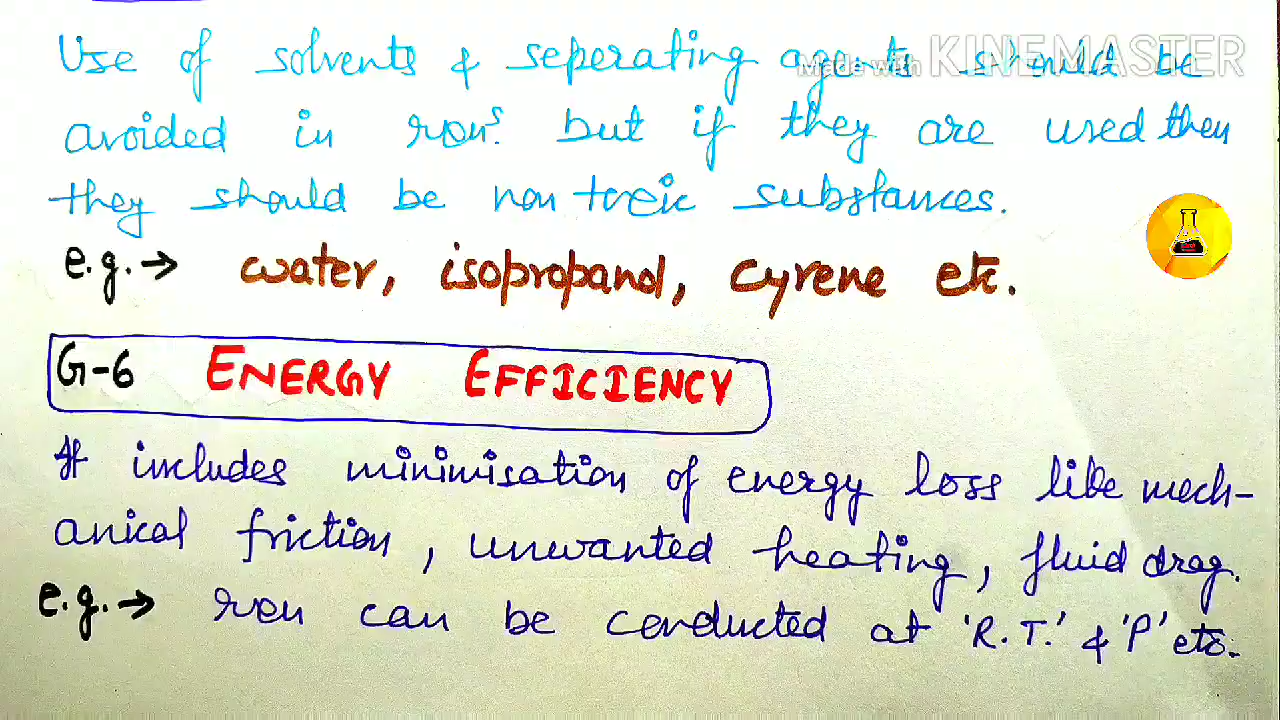 Use of solvents & seperating agents should be
Made with KINEMASTER
avoided in rxns. but if they are used then
they should be non toxic substances.
e.g.→ water, isopropanol, cyrene etc.
G-6 ENERGY EFFICIENCY
It includes minimisation of energy loss like mech-
anical friction, unwanted heating, fluid drag.
e.g.→ rxn can be conducted at 'R.T.' & 'P' etc.